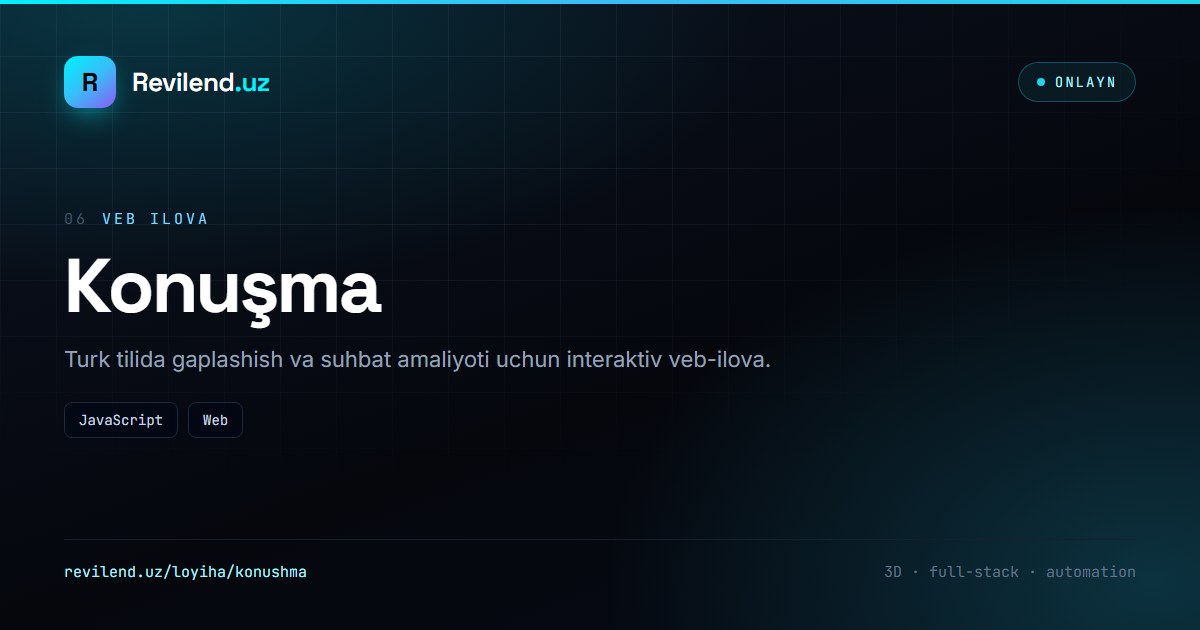 R Revilend.uz
ONLAYN
06 VEB ILOVA
Konuşma
Turk tilida gaplashish va suhbat amaliyoti uchun interaktiv veb-ilova.
JavaScript Web
revilend.uz/loyiha/konushma
3D · full-stack · automation